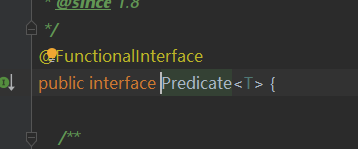 * @since 1.8
*/
@FunctionalInterface
public interface Predicate<T> {
/**